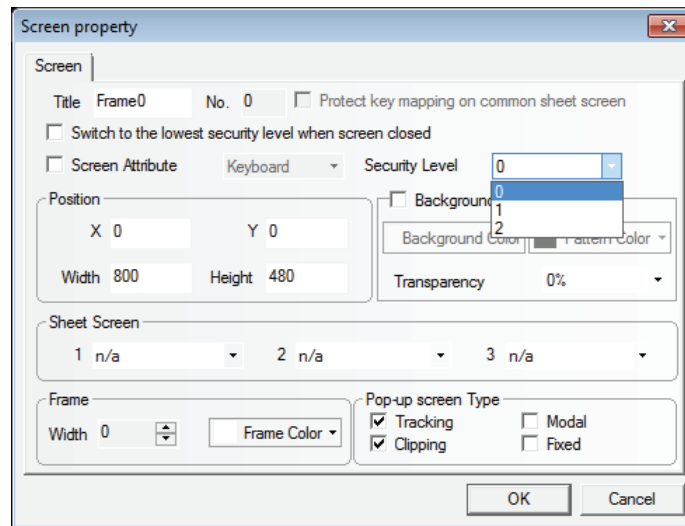 Screen property
Screen
Title Frame0 No. 0 Protect key mapping on common sheet screen
Switch to the lowest security level when screen closed
Screen Attribute Keyboard Security Level 0
0
1
2
Position
X 0 Y 0
Width 800 Height 480
Background
Background Color Pattern Color
Transparency 0%
Sheet Screen
1 n/a 2 n/a 3 n/a
Frame
Width 0 Frame Color
Pop-up screen Type
Tracking Modal
Clipping Fixed
OK Cancel